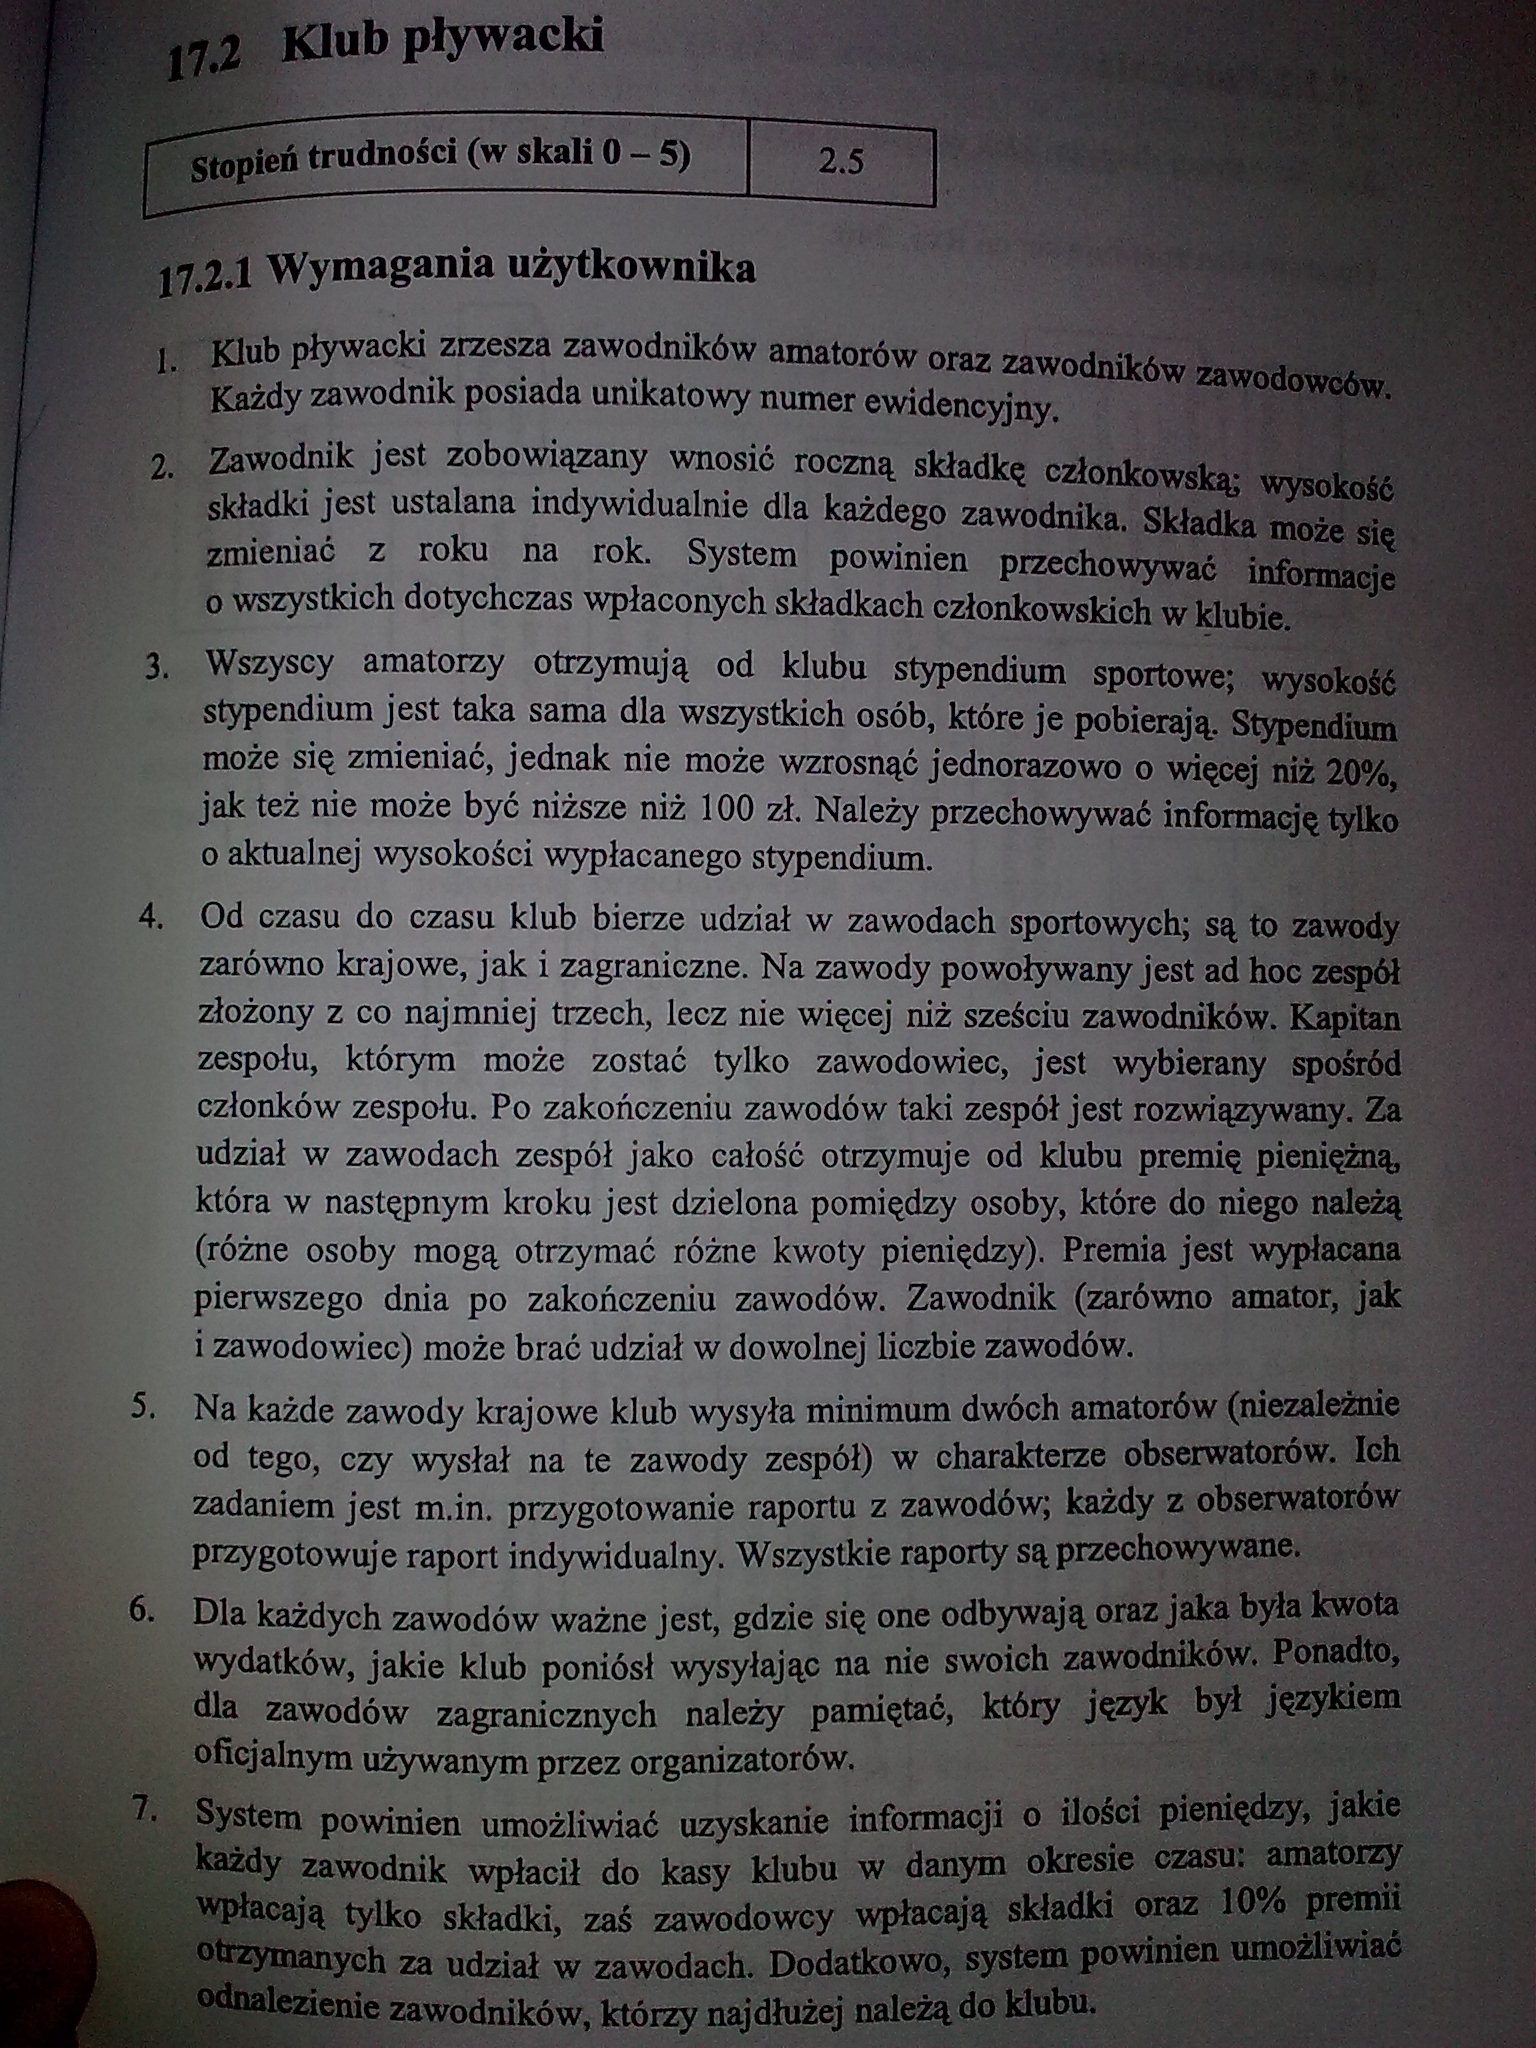 17.2 Klub pływacki
Stopień trudności (w skali 0 – 5) 2.5
17.2.1 Wymagania użytkownika
1. Klub pływacki zrzesza zawodników amatorów oraz zawodników zawodowców.
Każdy zawodnik posiada unikatowy numer ewidencyjny.
2. Zawodnik jest zobowiązany wnosić roczną składkę członkowską; wysokość
składki jest ustalana indywidualnie dla każdego zawodnika. Składka może się
zmieniać z roku na rok. System powinien przechowywać informacje
o wszystkich dotychczas wpłaconych składkach członkowskich w klubie.
3. Wszyscy amatorzy otrzymują od klubu stypendium sportowe; wysokość
stypendium jest taka sama dla wszystkich osób, które je pobierają. Stypendium
może się zmieniać, jednak nie może wzrosnąć jednorazowo o więcej niż 20%,
jak też nie może być niższe niż 100 zł. Należy przechowywać informację tylko
o aktualnej wysokości wypłacanego stypendium.
4. Od czasu do czasu klub bierze udział w zawodach sportowych; są to zawody
zarówno krajowe, jak i zagraniczne. Na zawody powoływany jest ad hoc zespół
złożony z co najmniej trzech, lecz nie więcej niż sześciu zawodników. Kapitan
zespołu, którym może zostać tylko zawodowiec, jest wybierany spośród
członków zespołu. Po zakończeniu zawodów taki zespół jest rozwiązywany. Za
udział w zawodach zespół jako całość otrzymuje od klubu premię pieniężną,
która w następnym kroku jest dzielona pomiędzy osoby, które do niego należą
(różne osoby mogą otrzymać różne kwoty pieniędzy). Premia jest wypłacana
pierwszego dnia po zakończeniu zawodów. Zawodnik (zarówno amator, jak
i zawodowiec) może brać udział w dowolnej liczbie zawodów.
5. Na każde zawody krajowe klub wysyła minimum dwóch amatorów (niezależnie
od tego, czy wysłał na te zawody zespół) w charakterze obserwatorów. Ich
zadaniem jest m.in. przygotowanie raportu z zawodów; każdy z obserwatorów
przygotowuje raport indywidualny. Wszystkie raporty są przechowywane.
6. Dla każdych zawodów ważne jest, gdzie się one odbywają oraz jaka była kwota
wydatków, jakie klub poniósł wysyłając na nie swoich zawodników. Ponadto,
dla zawodów zagranicznych należy pamiętać, który język był językiem
oficjalnym używanym przez organizatorów.
7. System powinien umożliwiać uzyskanie informacji o ilości pieniędzy, jakie
każdy zawodnik wpłacił do kasy klubu w danym okresie czasu: amatorzy
wpłacają tylko składki, zaś zawodowcy wpłacają składki oraz 10% premii
otrzymanych za udział w zawodach. Dodatkowo, system powinien umożliwiać
odnalezienie zawodników, którzy najdłużej należą do klubu.